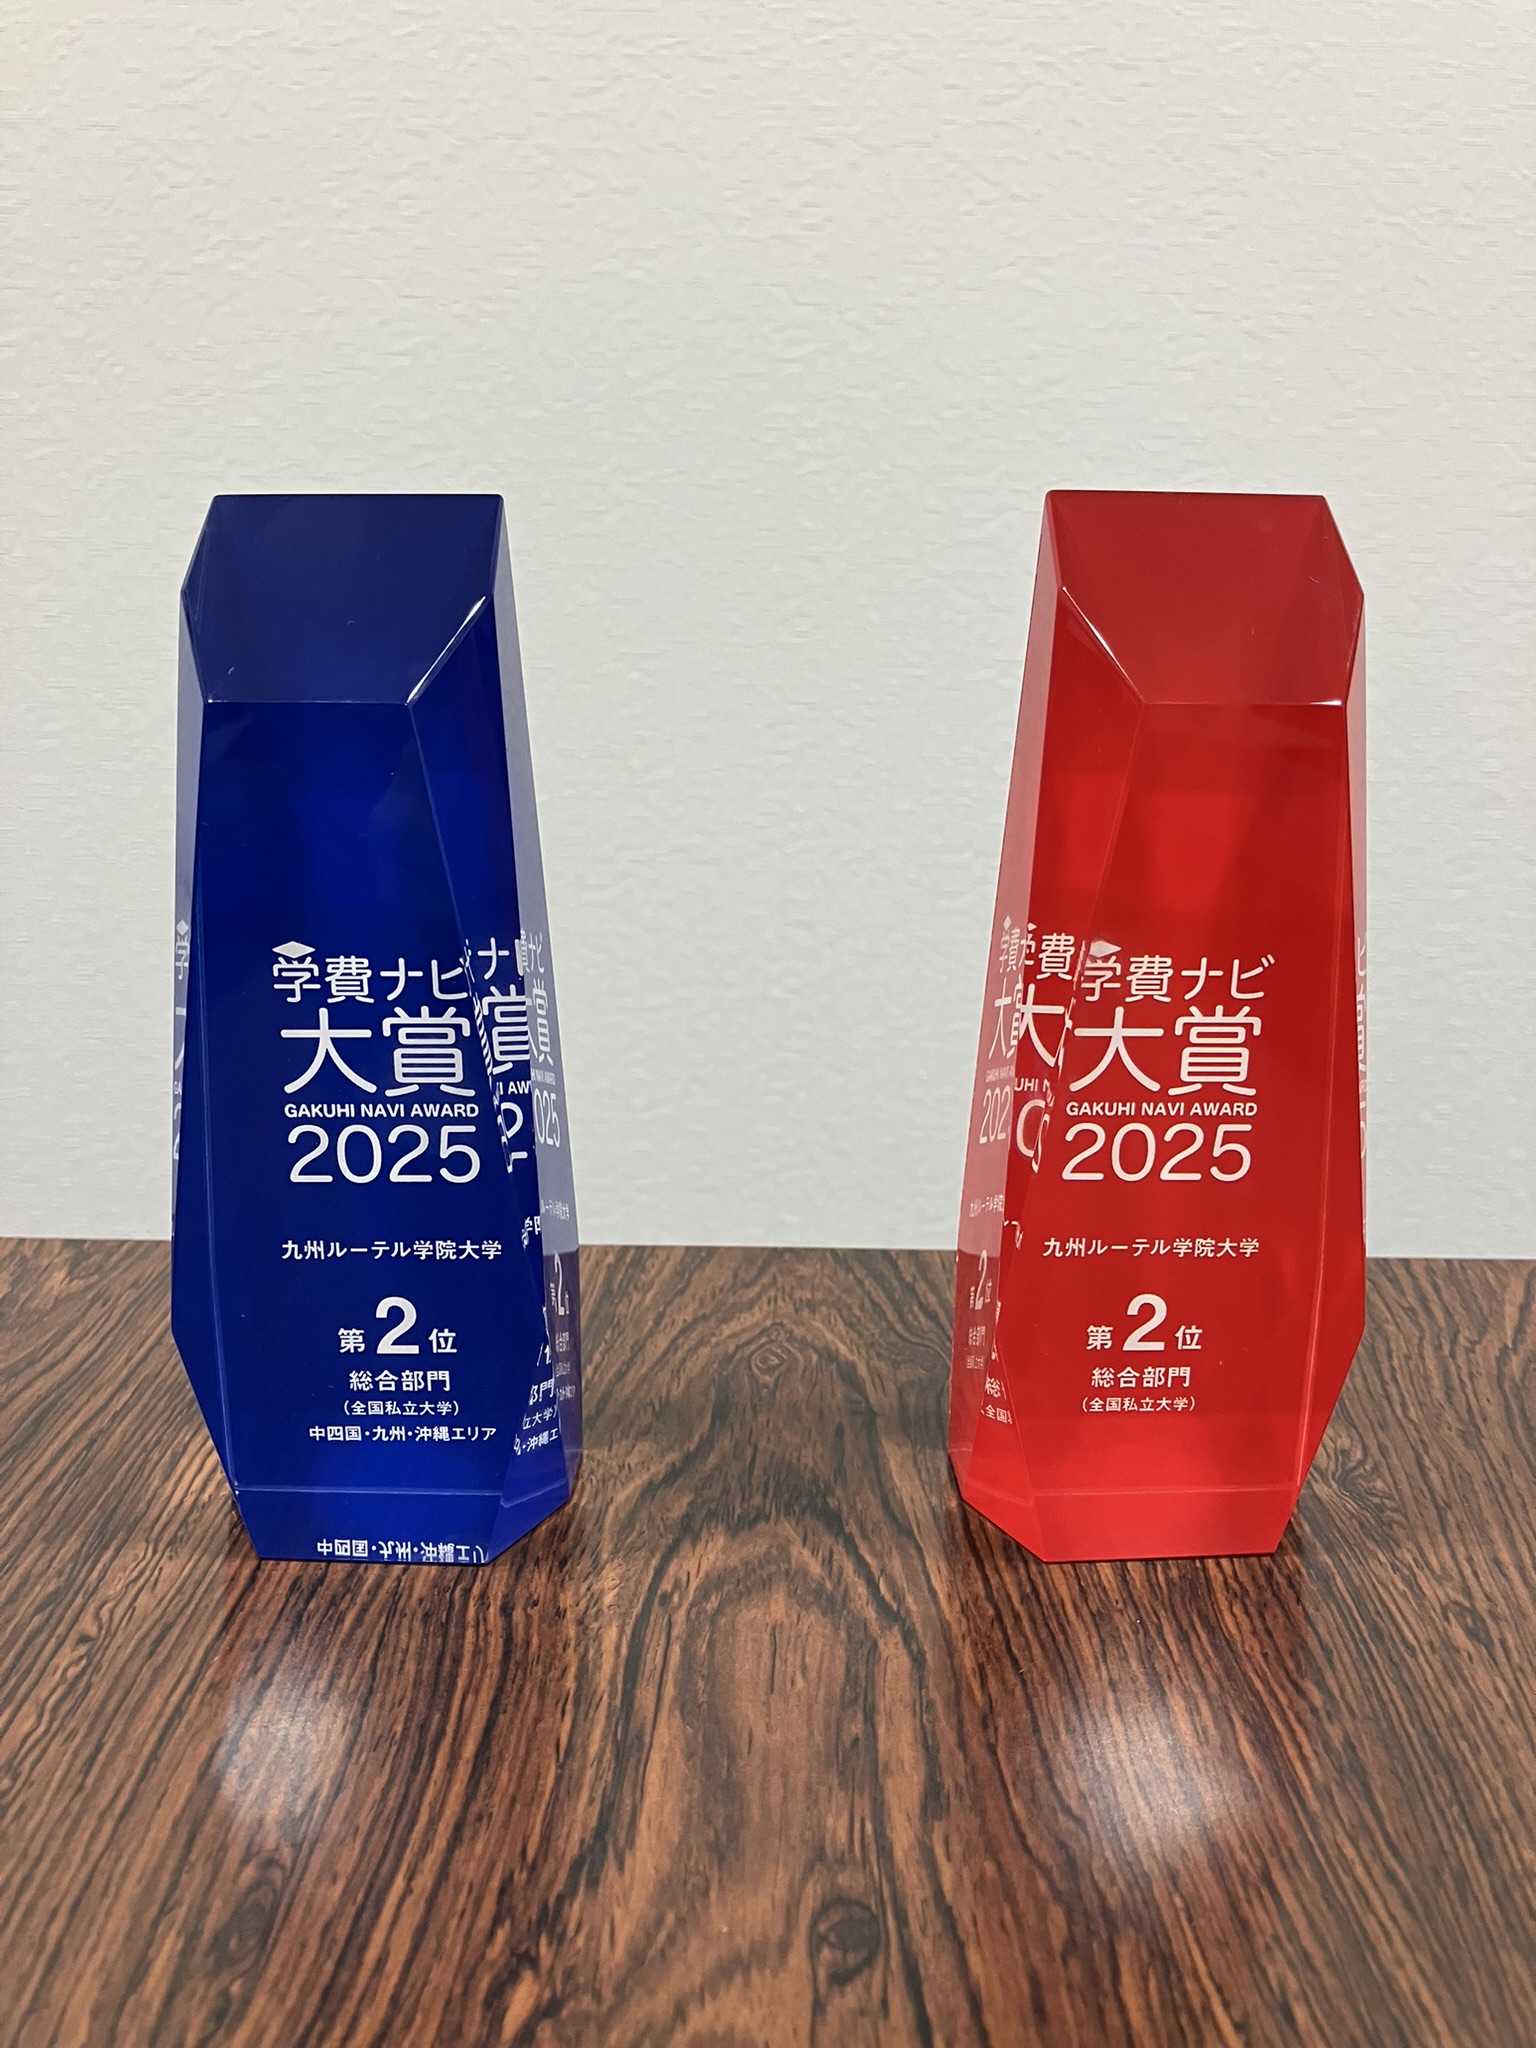 学費ナビ
大賞
GAKUHI NAVI AWARD
2025
九州ルーテル学院大学
第2位
総合部門
(全国私立大学)
中四国・九州・沖縄エリア
学費ナビ
大賞
GAKUHI NAVI AWARD
2025
九州ルーテル学院大学
第2位
総合部門
(全国私立大学)